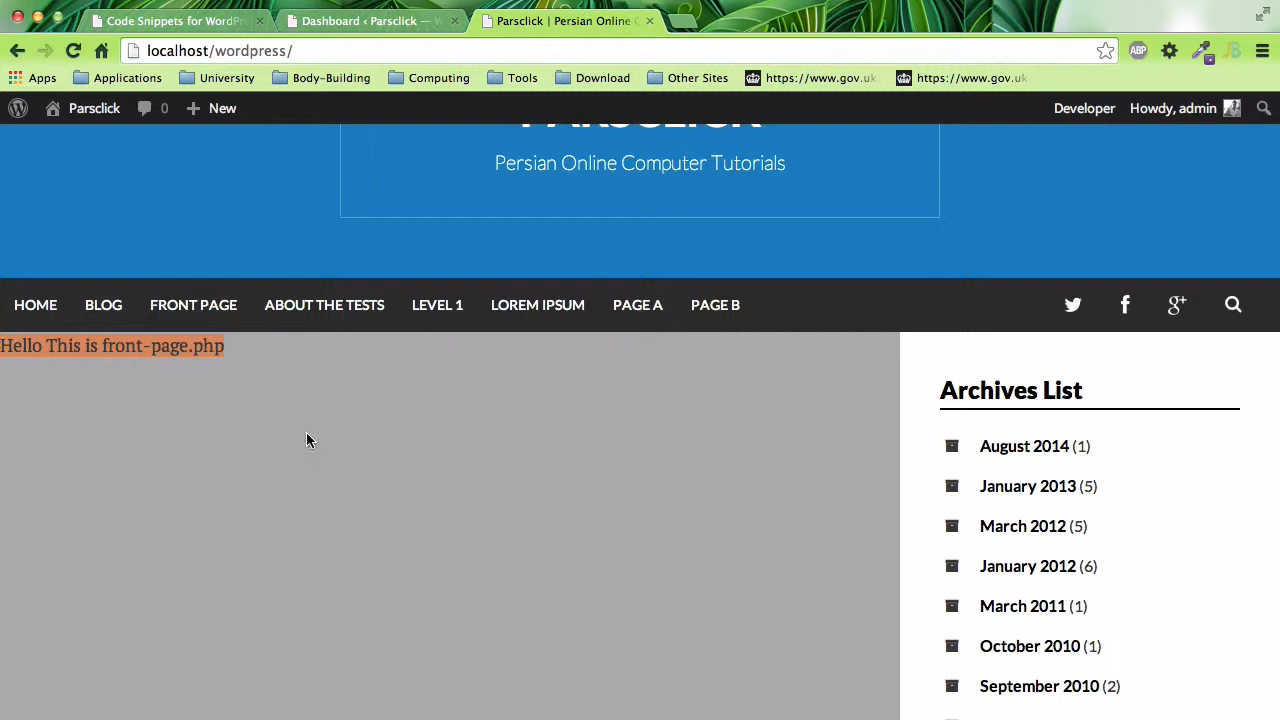 Code Snippets for WordPr
Dashboard ‹ Parsclick — W
Parsclick | Persian Online C
localhost/wordpress/
ABP
Apps Applications University Body-Building Computing Tools Download Other Sites https://www.gov.uk https://www.gov.uk
Parsclick 0 New Developer Howdy, admin
PARSCLICK
Persian Online Computer Tutorials
HOME BLOG FRONT PAGE ABOUT THE TESTS LEVEL 1 LOREM IPSUM PAGE A PAGE B
Hello This is front-page.php
Archives List
August 2014 (1)
January 2013 (5)
March 2012 (5)
January 2012 (6)
March 2011 (1)
October 2010 (1)
September 2010 (2)